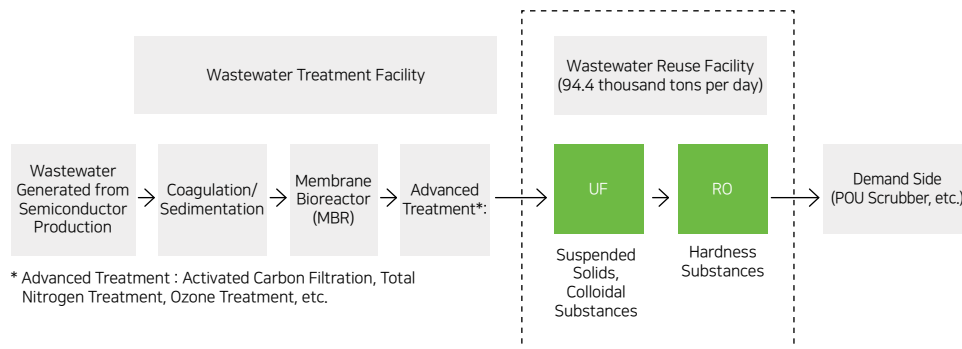 Wastewater Treatment Facility
Wastewater Reuse Facility
(94.4 thousand tons per day)
Wastewater
Generated from
Semiconductor
Production
Coagulation/
Sedimentation
Membrane
Bioreactor
(MBR)
Advanced
Treatment*:
UF
RO
Demand Side
(POU Scrubber, etc.)
Suspended
Solids,
Colloidal
Substances
Hardness
Substances
* Advanced Treatment : Activated Carbon Filtration, Total
Nitrogen Treatment, Ozone Treatment, etc.